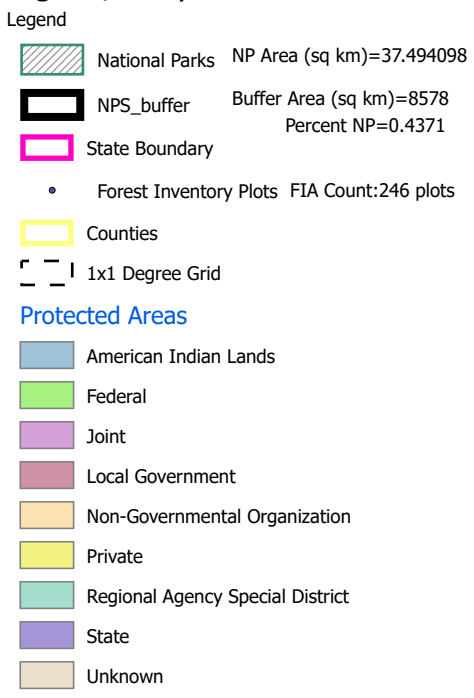 Legend
National Parks NP Area (sq km)=37.494098
NPS_buffer Buffer Area (sq km)=8578
Percent NP=0.4371
State Boundary
Forest Inventory Plots FIA Count:246 plots
Counties
1x1 Degree Grid
Protected Areas
American Indian Lands
Federal
Joint
Local Government
Non-Governmental Organization
Private
Regional Agency Special District
State
Unknown